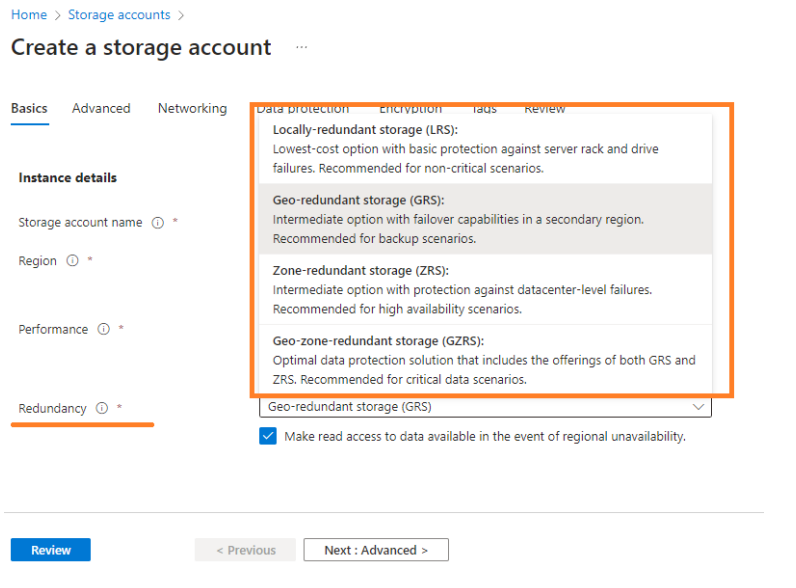 Home > Storage accounts >
Create a storage account ...
Basics Advanced Networking Data protection Encryption Tags Review
Locally-redundant storage (LRS):
Lowest-cost option with basic protection against server rack and drive
failures. Recommended for non-critical scenarios.
Instance details
Geo-redundant storage (GRS):
Intermediate option with failover capabilities in a secondary region.
Recommended for backup scenarios.
Storage account name *
Region *
Zone-redundant storage (ZRS):
Intermediate option with protection against datacenter-level failures.
Recommended for high availability scenarios.
Performance *
Geo-zone-redundant storage (GZRS):
Optimal data protection solution that includes the offerings of both GRS and
ZRS. Recommended for critical data scenarios.
Redundancy * Geo-redundant storage (GRS)
Make read access to data available in the event of regional unavailability.
Review < Previous Next : Advanced >